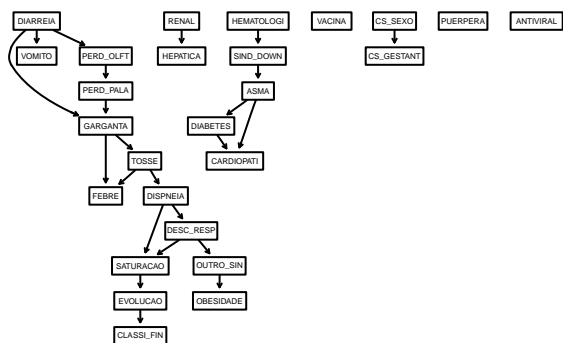 DIARREIA
RENAL
HEMATOLOGI
VACINA
CS_SEXO
PUERPERA
ANTIVIRAL
VOMITO
PERD_OLFT
HEPATICA
SIND_DOWN
CS_GESTANT
PERD_PALA
ASMA
GARGANTA
DIABETES
TOSSE
CARDIOPATI
FEBRE
DISPNEIA
DESC_RESP
SATURACAO
OUTRO_SIN
EVOLUCAO
OBESIDADE
CLASSI_FIN